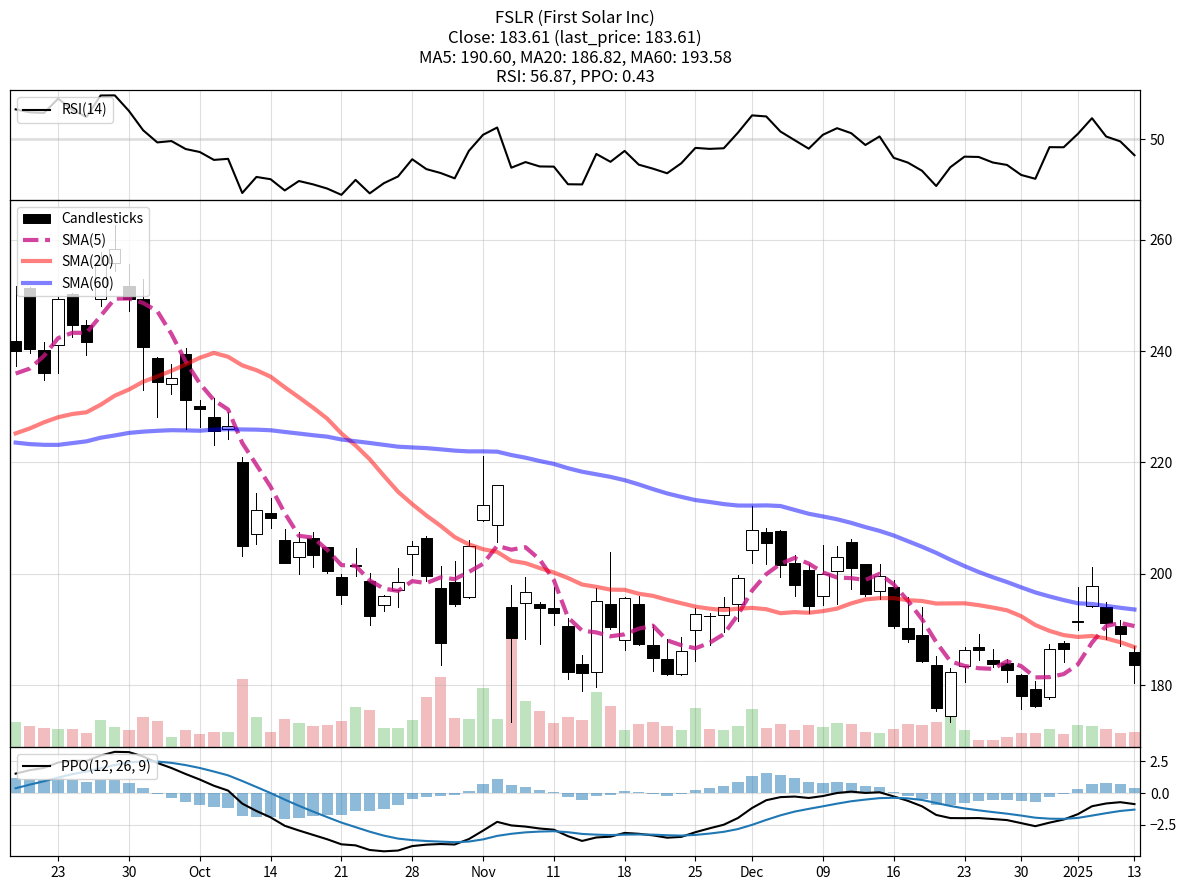 FSLR (First Solar Inc)
Close: 183.61 (last_price: 183.61)
MA5: 190.60, MA20: 186.82, MA60: 193.58
RSI: 56.87, PPO: 0.43
RSI(14)
50
Candlesticks
SMA(5)
SMA(20)
SMA(60)
260
240
220
200
180
PPO(12, 26, 9)
2.5
0.0
−2.5
23 30 Oct 14 21 28 Nov 11 18 25 Dec 09 16 23 30 2025 13